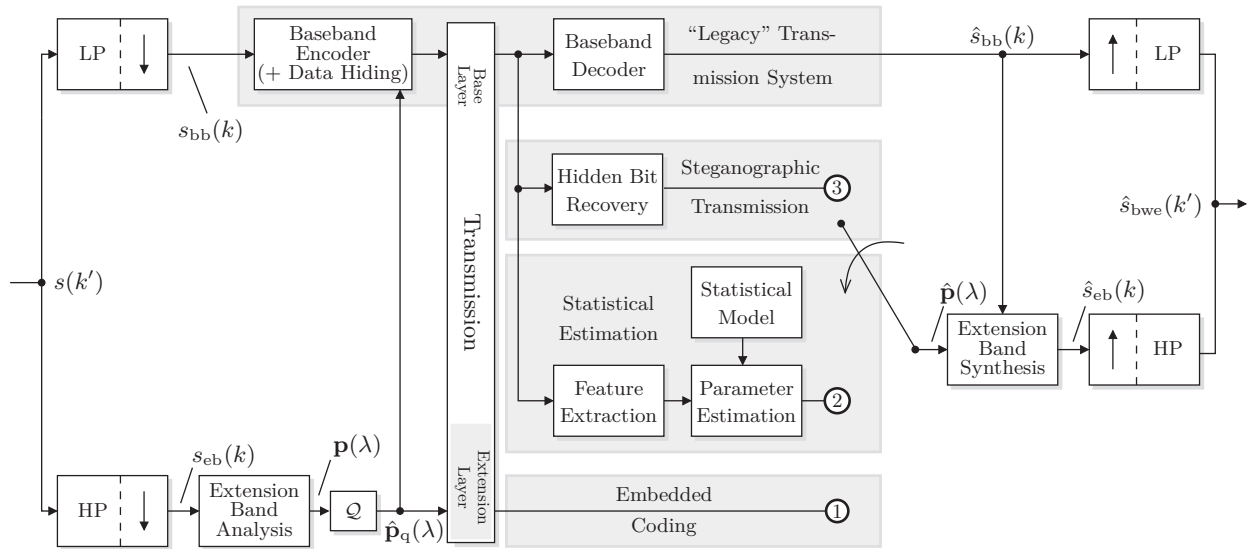 LP
s_bb(k)
Baseband
Encoder
(+ Data Hiding)
Base
Layer
Transmission
Extension
Layer
Baseband
Decoder
“Legacy” Trans-
mission System
ŝ_bb(k)
LP
Hidden Bit
Recovery
Steganographic
Transmission
3
ŝ_bwe(k′)
s(k′)
Statistical
Estimation
Statistical
Model
Feature
Extraction
Parameter
Estimation
2
p̂(λ)
Extension
Band
Synthesis
ŝ_eb(k)
HP
HP
s_eb(k)
Extension
Band
Analysis
p(λ)
Q
p̂_q(λ)
Embedded
Coding
1